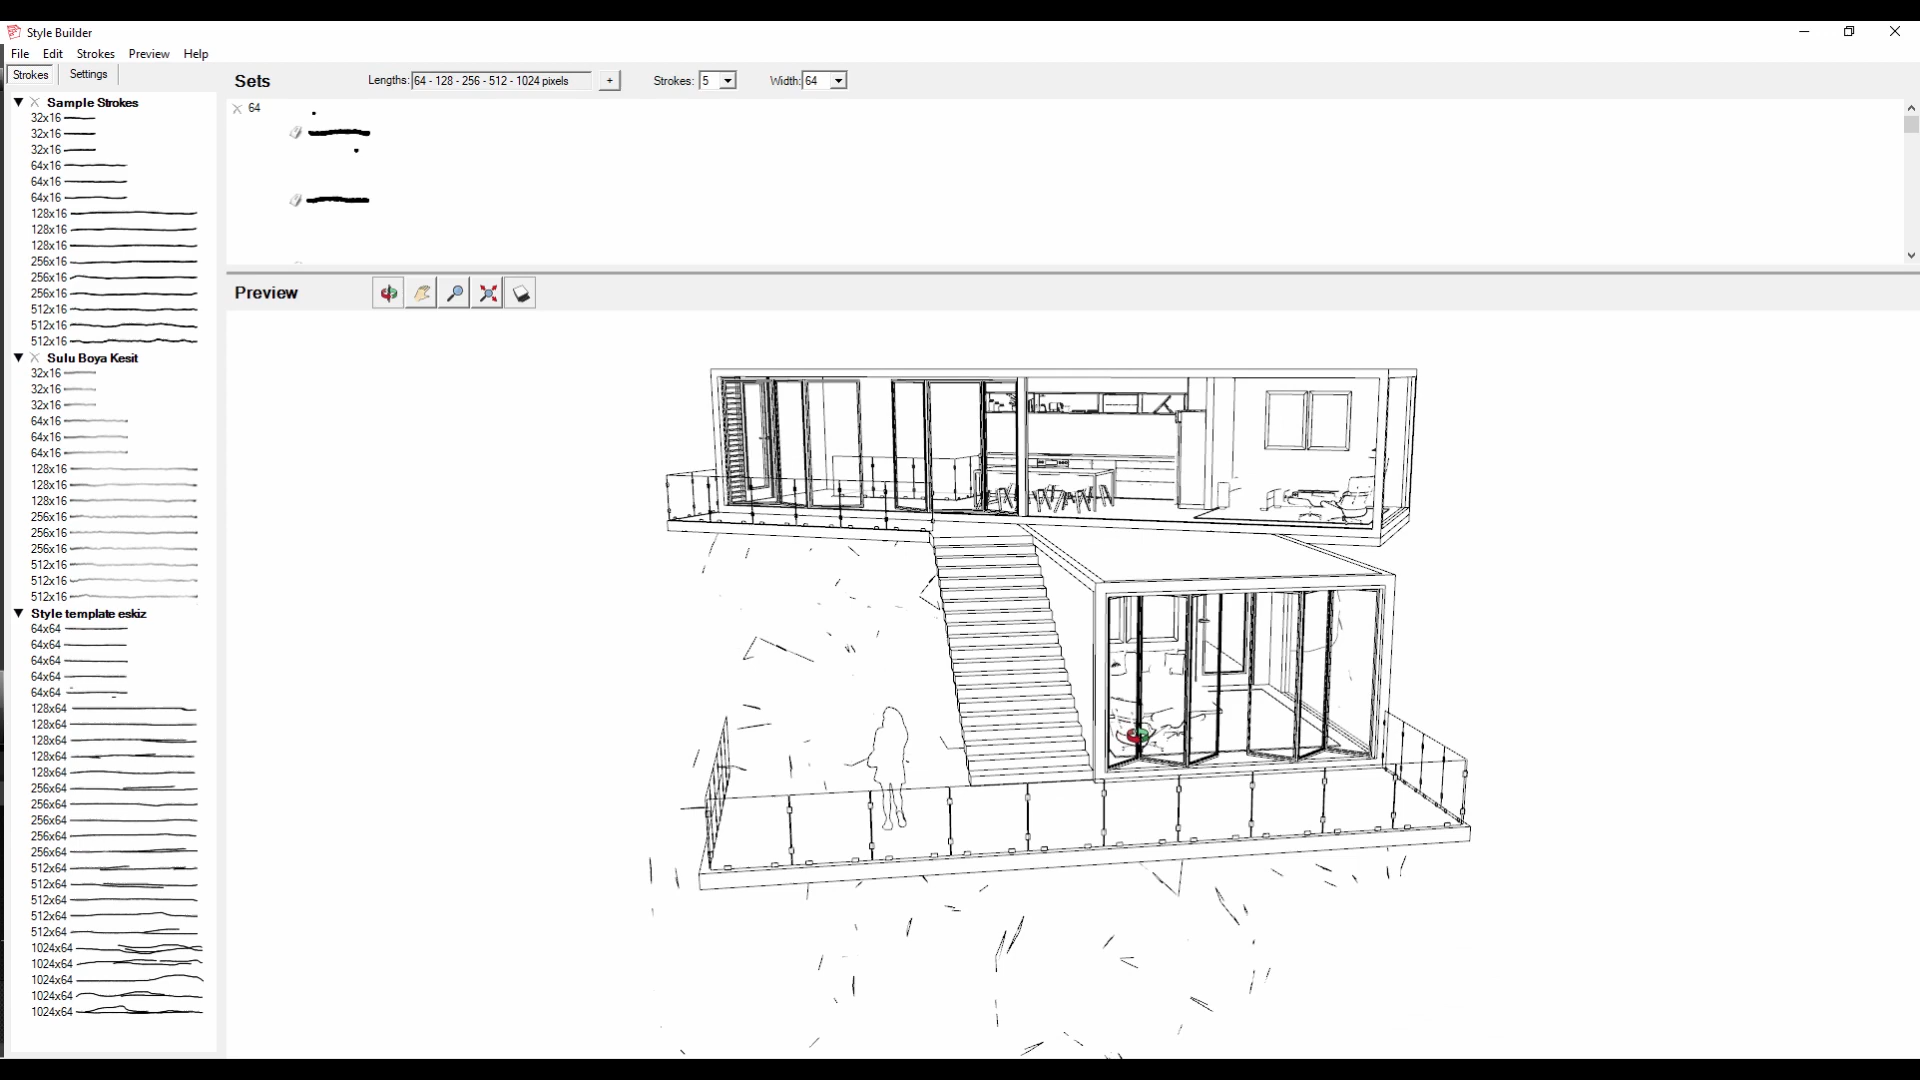 Style Builder
File Edit Strokes Preview Help
Strokes Settings
Sets Lengths: 64 - 128 - 256 - 512 - 1024 pixels + Strokes: 5 Width: 64
64
Preview
Sample Strokes
32x16
32x16
32x16
64x16
64x16
64x16
128x16
128x16
128x16
256x16
256x16
256x16
512x16
512x16
512x16
Sulu Boya Kesit
32x16
32x16
32x16
64x16
64x16
64x16
128x16
128x16
128x16
256x16
256x16
256x16
512x16
512x16
512x16
Style template eskiz
64x64
64x64
64x64
64x64
64x64
128x64
128x64
128x64
128x64
128x64
256x64
256x64
256x64
256x64
256x64
512x64
512x64
512x64
512x64
512x64
1024x64
1024x64
1024x64
1024x64
1024x64